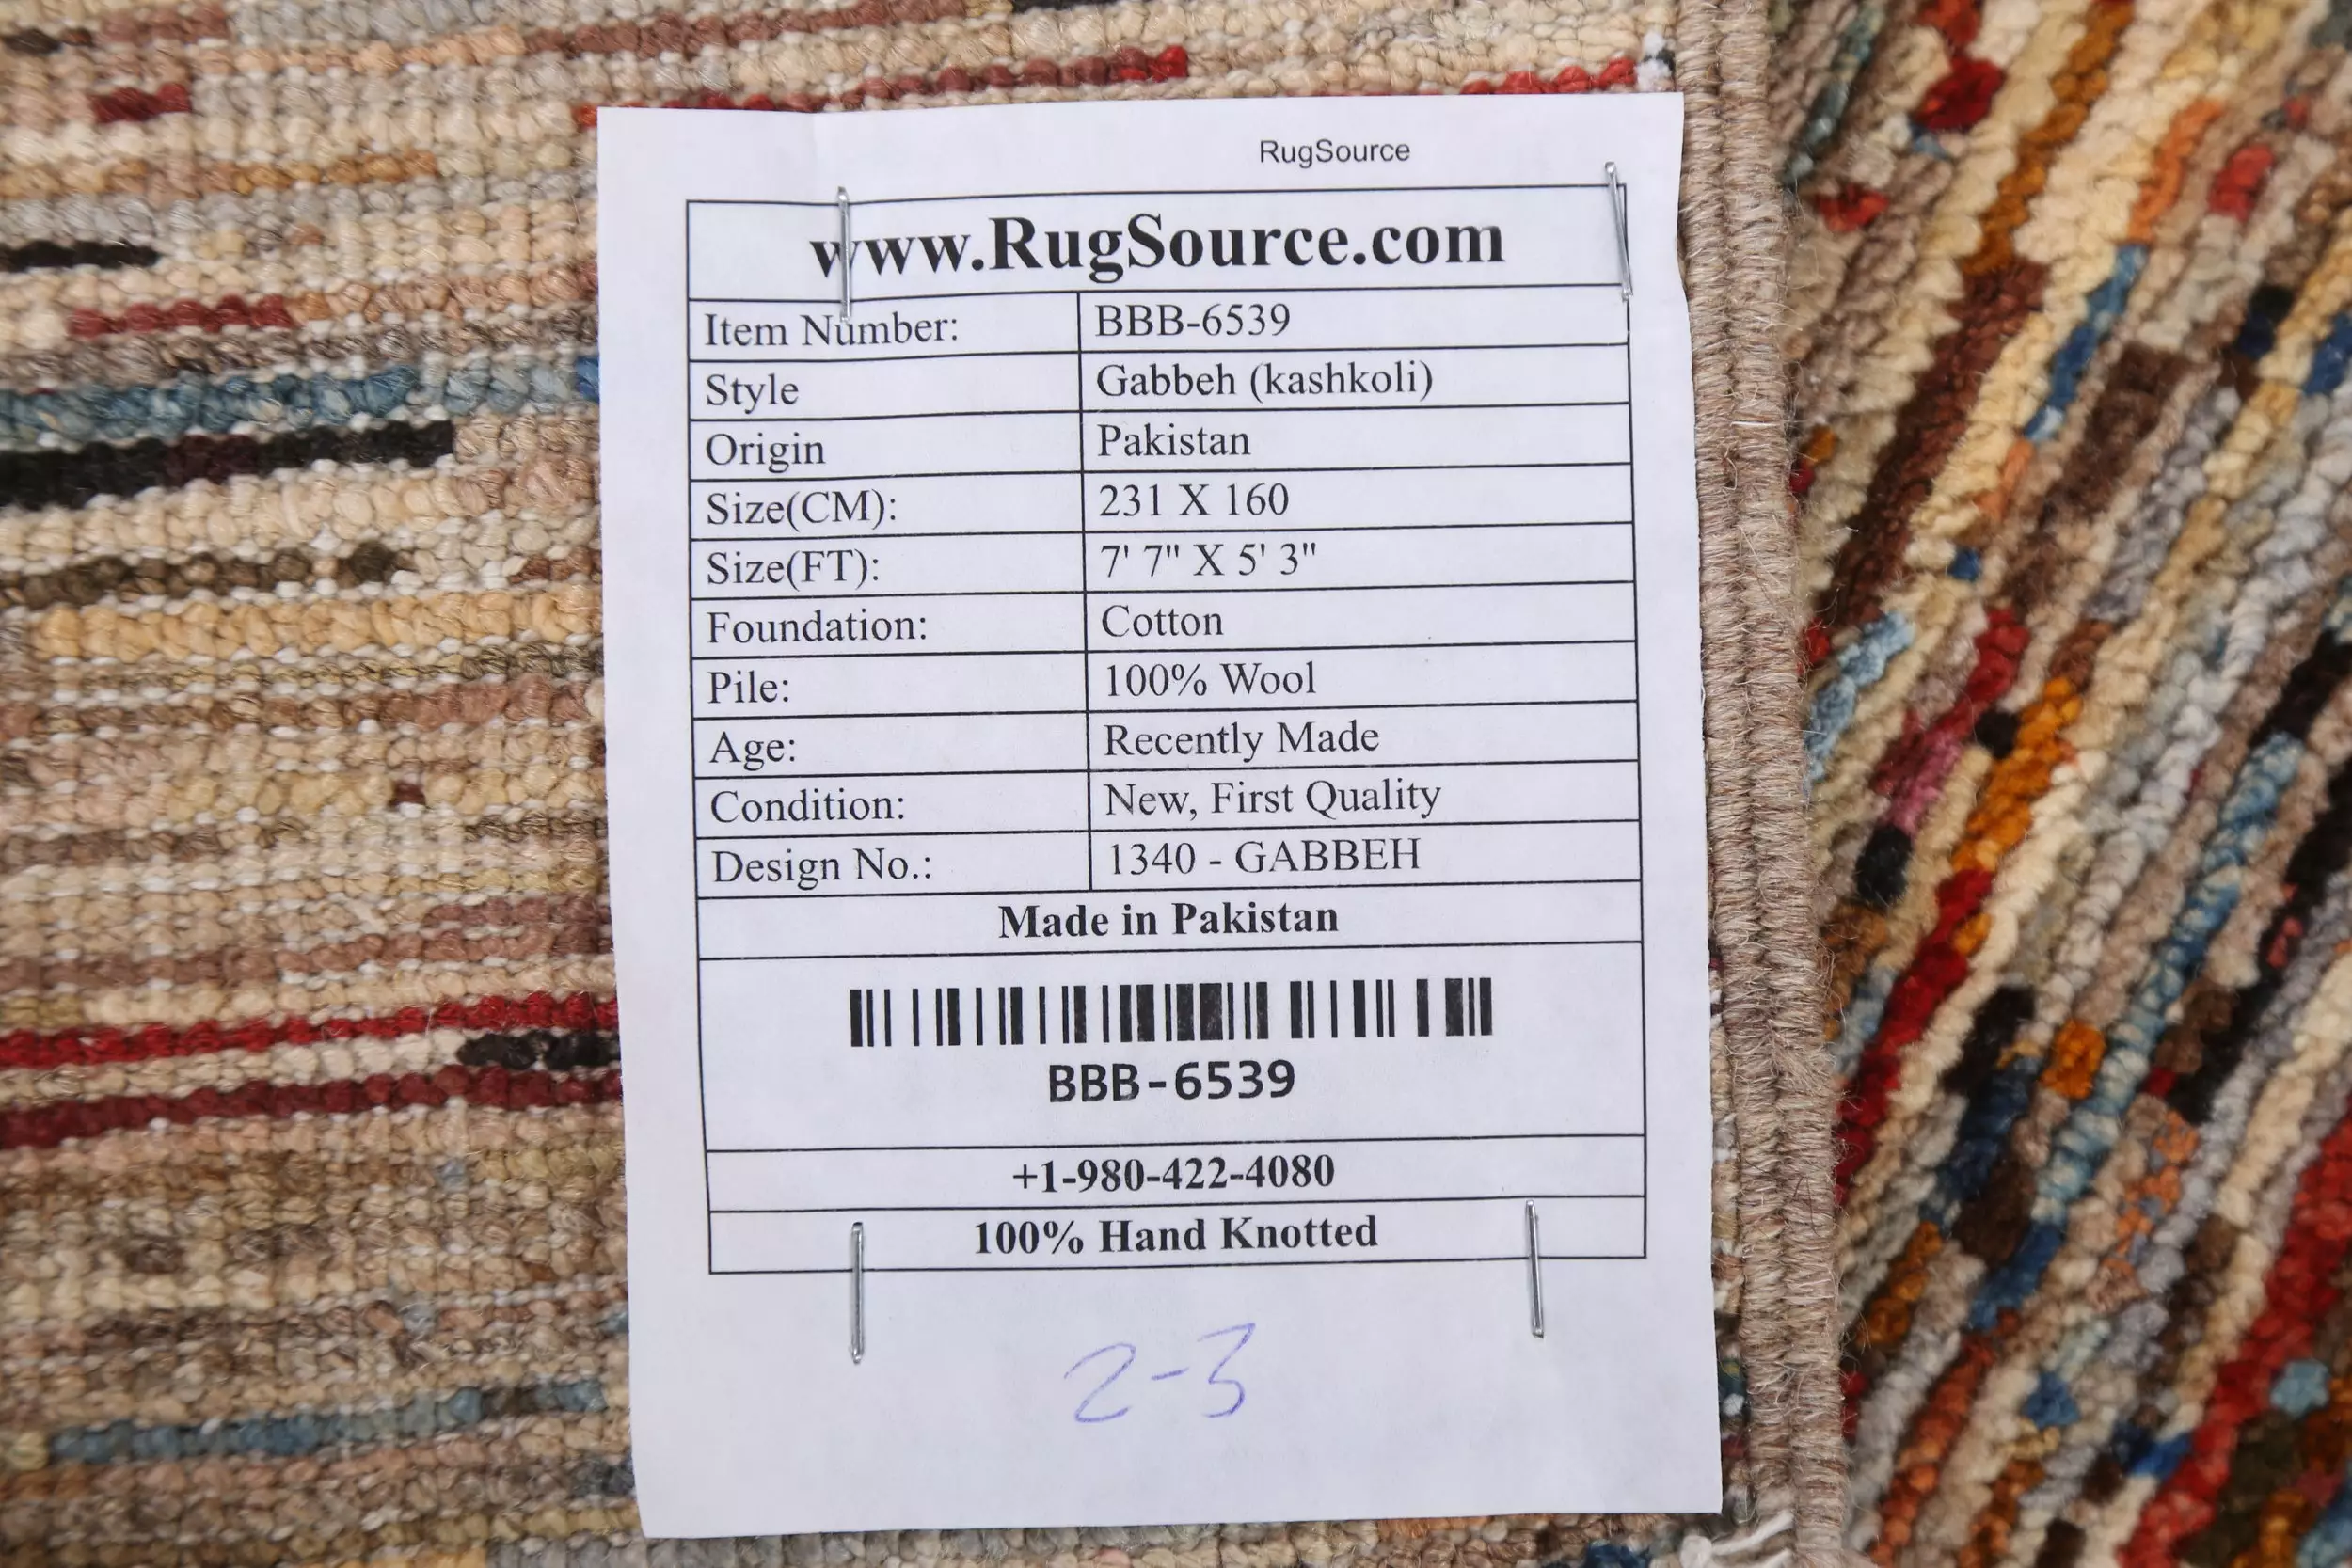 RugSource
www.RugSource.com
Item Number: BBB-6539
Style Gabbeh (kashkoli)
Origin Pakistan
Size(CM): 231 X 160
Size(FT): 7' 7" X 5' 3"
Foundation: Cotton
Pile: 100% Wool
Age: Recently Made
Condition: New, First Quality
Design No.: 1340 - GABBEH
Made in Pakistan
BBB-6539
+1-980-422-4080
100% Hand Knotted
2-3